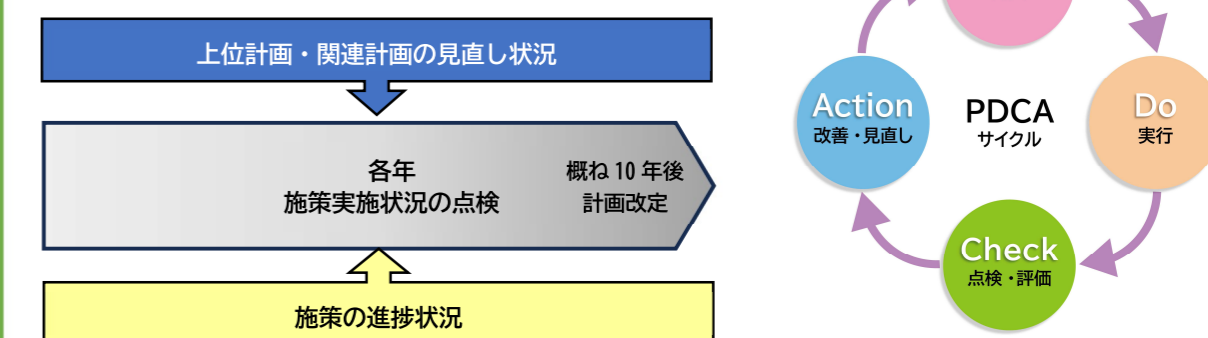 上位計画・関連計画の見直し状況
各年
施策実施状況の点検
概ね 10 年後
計画改定
施策の進捗状況
Action
改善・見直し
PDCA
サイクル
Do
実行
Check
点検・評価